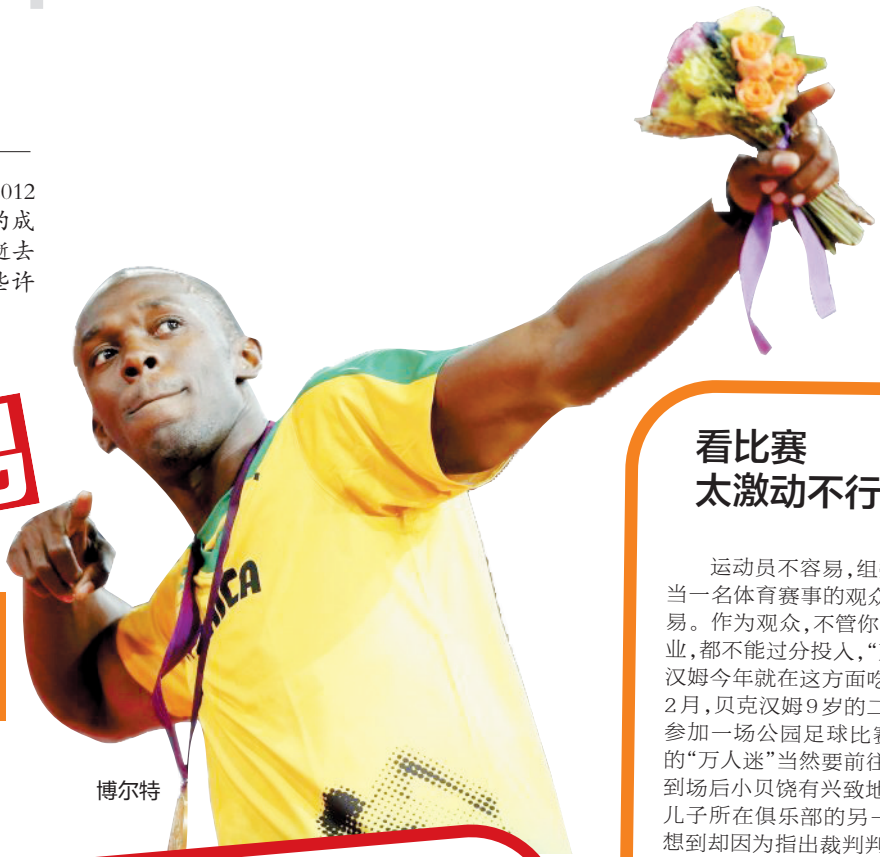 012
的成
逝去
些许
ICA
博尔特
看比赛
太激动不行
运动员不容易,组
当一名体育赛事的观众
易。作为观众,不管你
业,都不能过分投入,“
汉姆今年就在这方面吃
2月,贝克汉姆9岁的二
参加一场公园足球比赛
的“万人迷”当然要前往
到场后小贝饶有兴致地
儿子所在俱乐部的另一
想到却因为指出裁判判